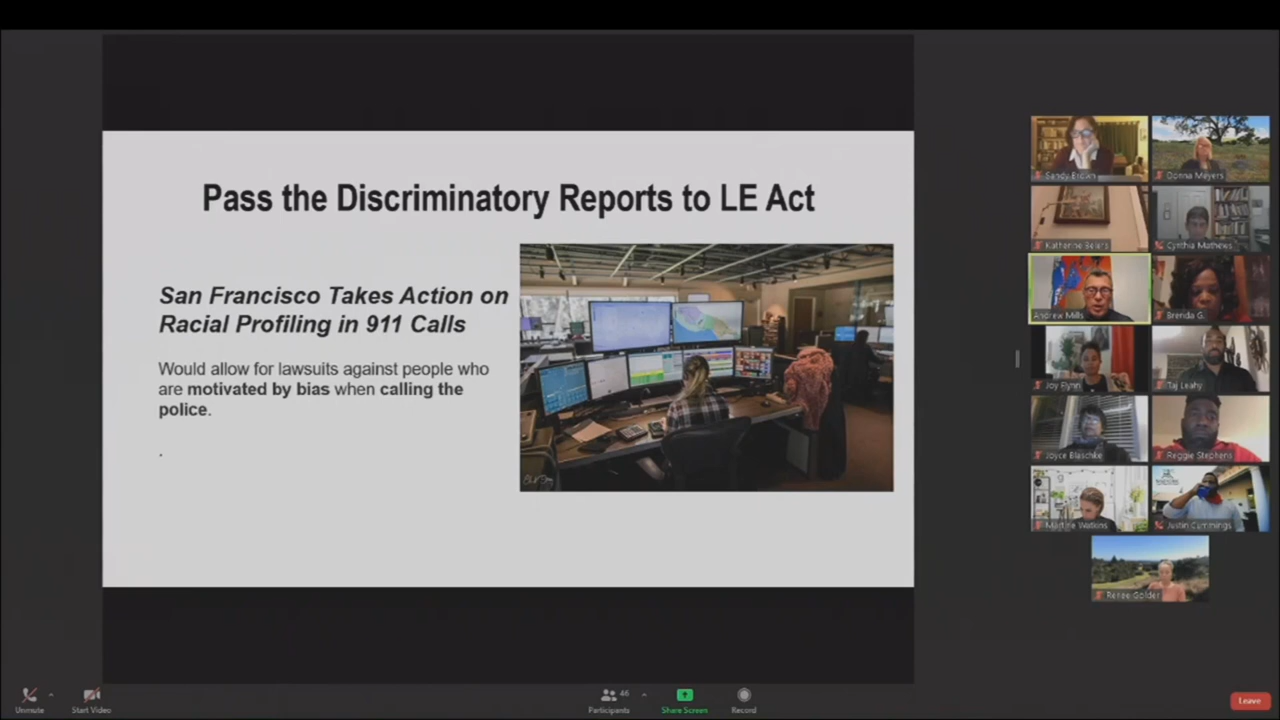 Pass the Discriminatory Reports to LE Act
San Francisco Takes Action on
Racial Profiling in 911 Calls
Would allow for lawsuits against people who
are motivated by bias when calling the
police.
.
Sandy Brown
Donna Meyers
Katherine Beiers
Cynthia Mathews
Andrew Mills
Brenda G.
Joy Flynn
Taj Leahy
Joyce Blaschke
Reggie Stephens
Martine Watkins
Justin Cummings
Renee Golder
Unmute
Start Video
46
Participants
Share Screen
Record
Leave